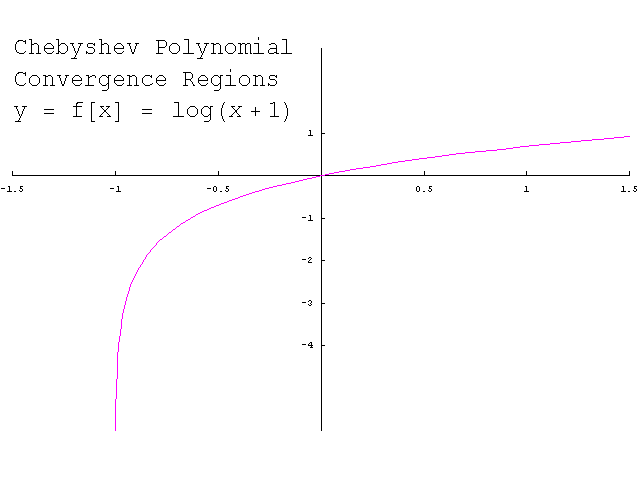 Chebyshev Polynomial
Convergence Regions
y = f[x] = log(x+1)
1
-1.5 -1 -0.5 0.5 1 1.5
-1
-2
-3
-4